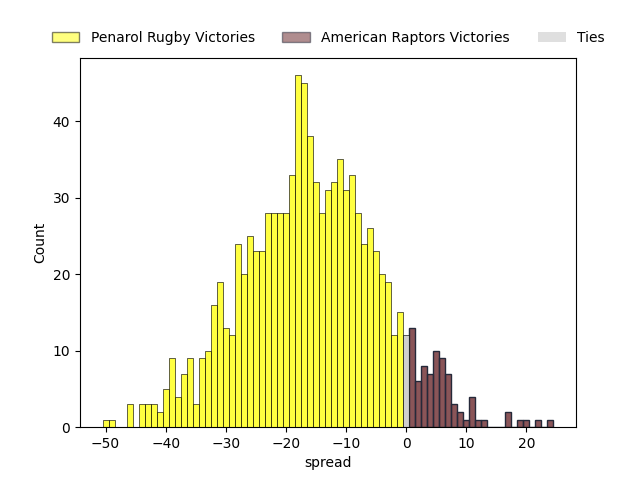 Penarol Rugby Victories American Raptors Victories Ties
40
30
20
10
0
Count
−50 −40 −30 −20 −10 0 10 20
spread